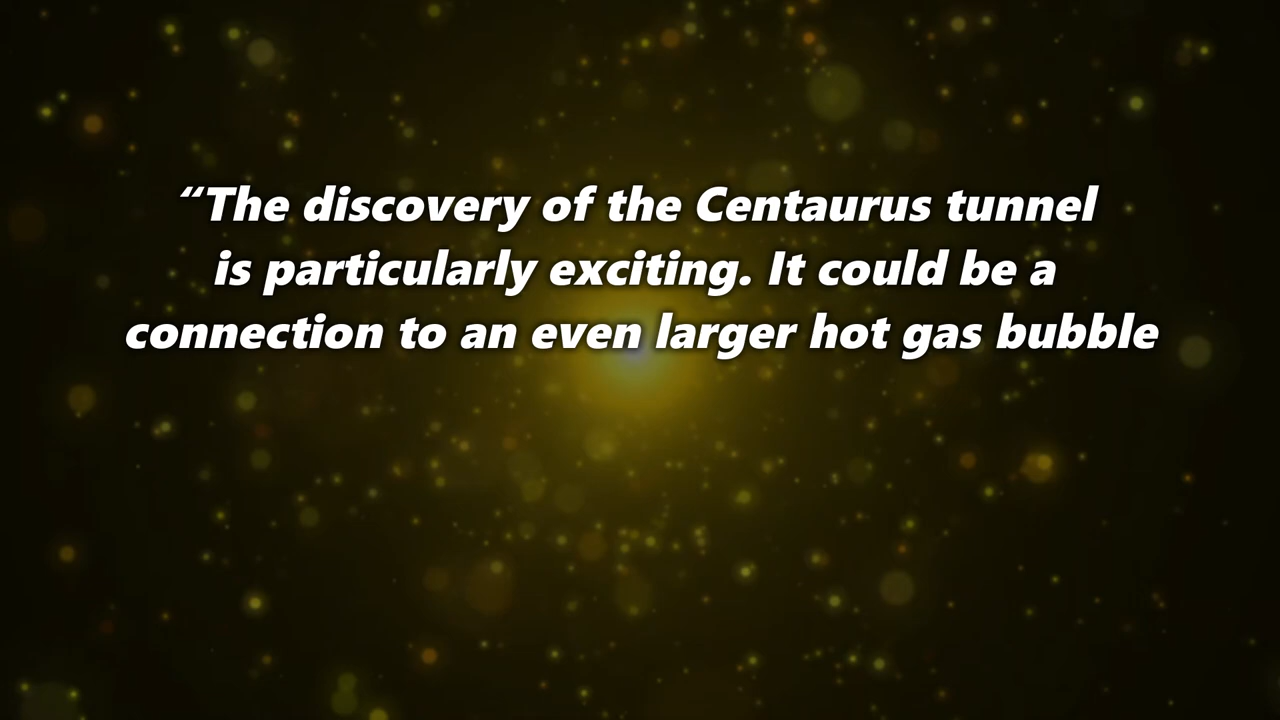 “The discovery of the Centaurus tunnel
is particularly exciting. It could be a
connection to an even larger hot gas bubble